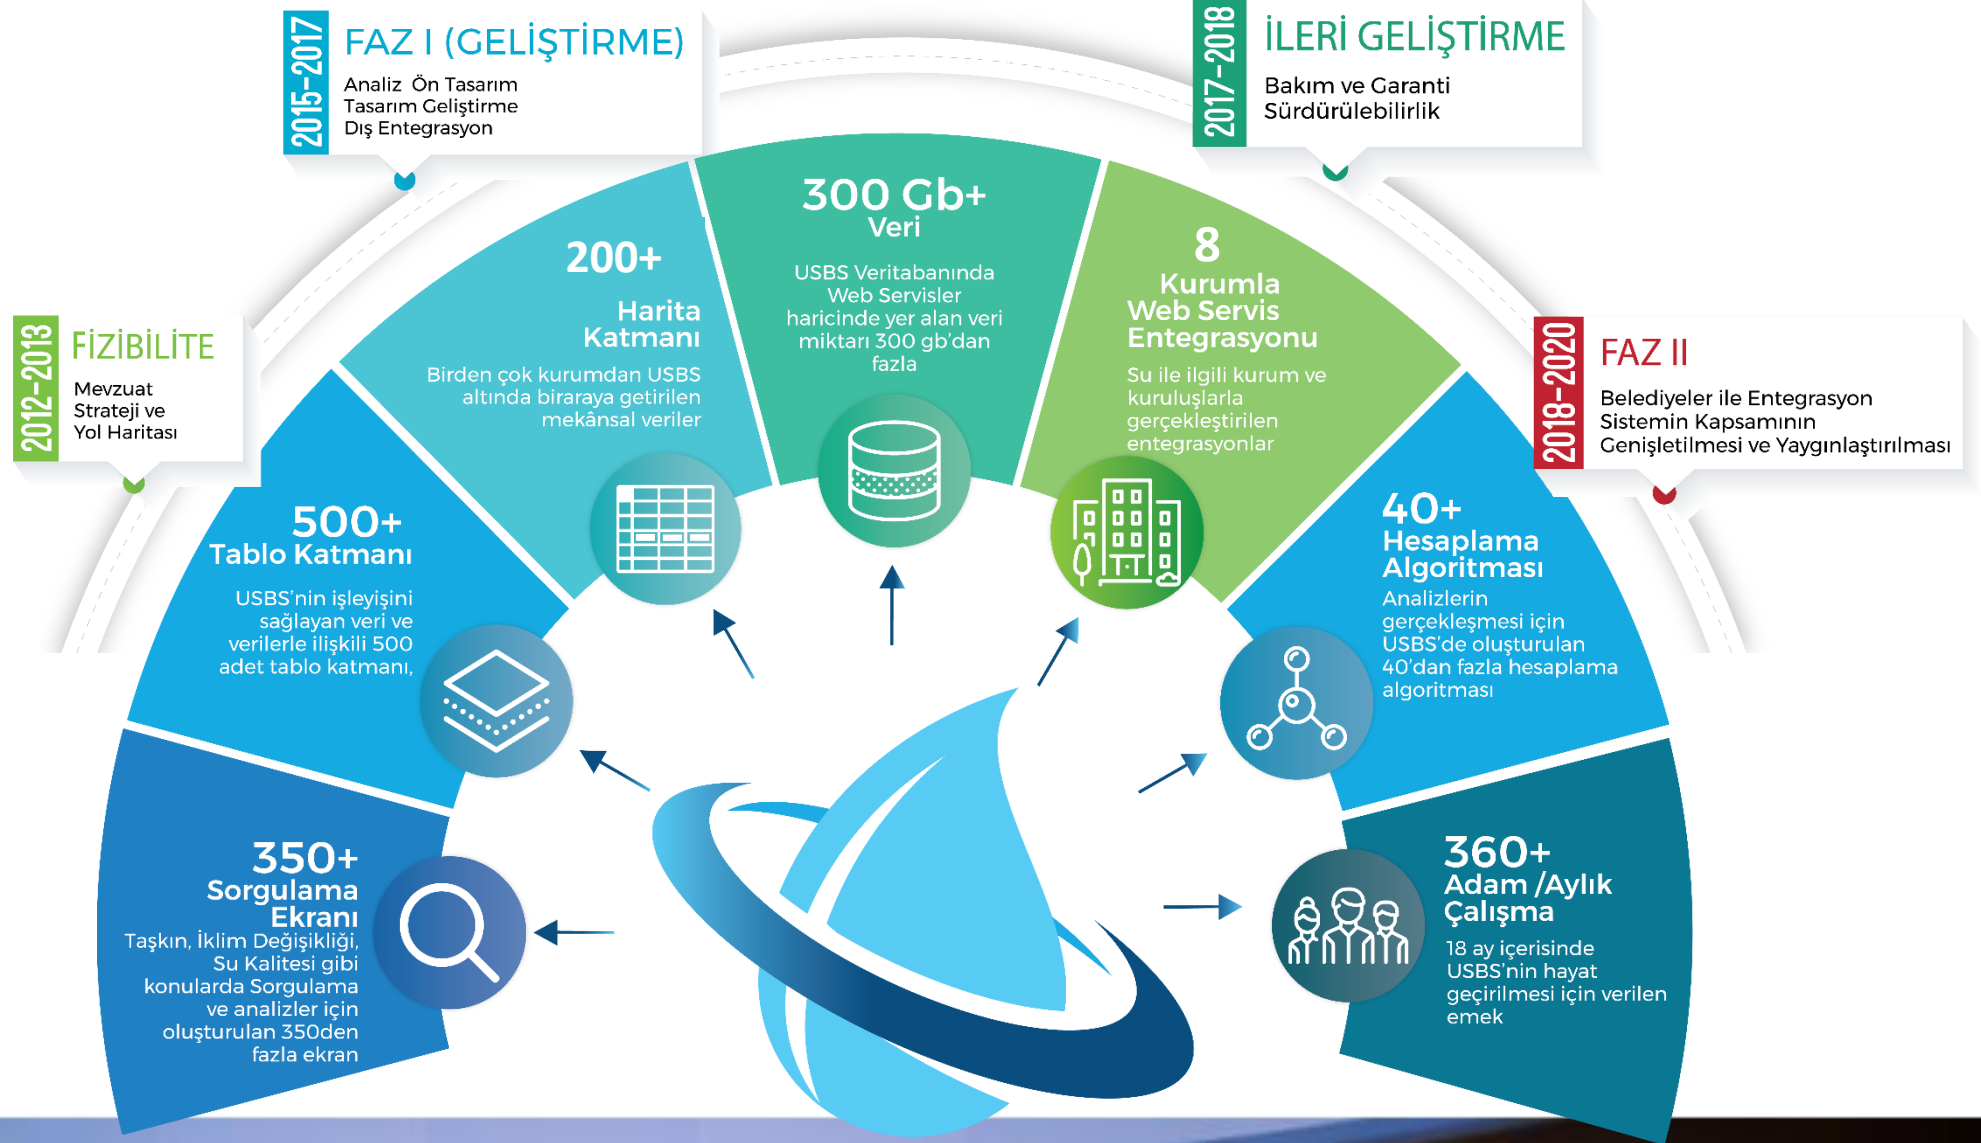 2015-2017
FAZ I (GELİŞTİRME)
Analiz Ön Tasarım
Tasarım Geliştirme
Dış Entegrasyon
2017-2018
İLERİ GELİŞTİRME
Bakım ve Garanti
Sürdürülebilirlik
2012-2013
FİZİBİLİTE
Mevzuat
Strateji ve
Yol Haritası
2018-2020
FAZ II
Belediyeler ile Entegrasyon
Sistemin Kapsamının
Genişletilmesi ve Yaygınlaştırılması
350+
Sorgulama
Ekranı
Taşkın, İklim Değişikliği,
Su Kalitesi gibi
konularda Sorgulama
ve analizler için
oluşturulan 350den
fazla ekran
500+
Tablo Katmanı
USBS'nin işleyişini
sağlayan veri ve
verilerle ilişkili 500
adet tablo katmanı,
200+
Harita
Katmanı
Birden çok kurumdan USBS
altında biraraya getirilen
mekânsal veriler
300 Gb+
Veri
USBS Veritabanında
Web Servisler
haricinde yer alan veri
miktarı 300 gb'dan
fazla
8
Kurumla
Web Servis
Entegrasyonu
Su ile ilgili kurum ve
kuruluşlarla
gerçekleştirilen
entegrasyonlar
40+
Hesaplama
Algoritması
Analizlerin
gerçekleşmesi için
USBS'de oluşturulan
40'dan fazla hesaplama
algoritması
360+
Adam /Aylık
Çalışma
18 ay içerisinde
USBS'nin hayat
geçirilmesi için verilen
emek